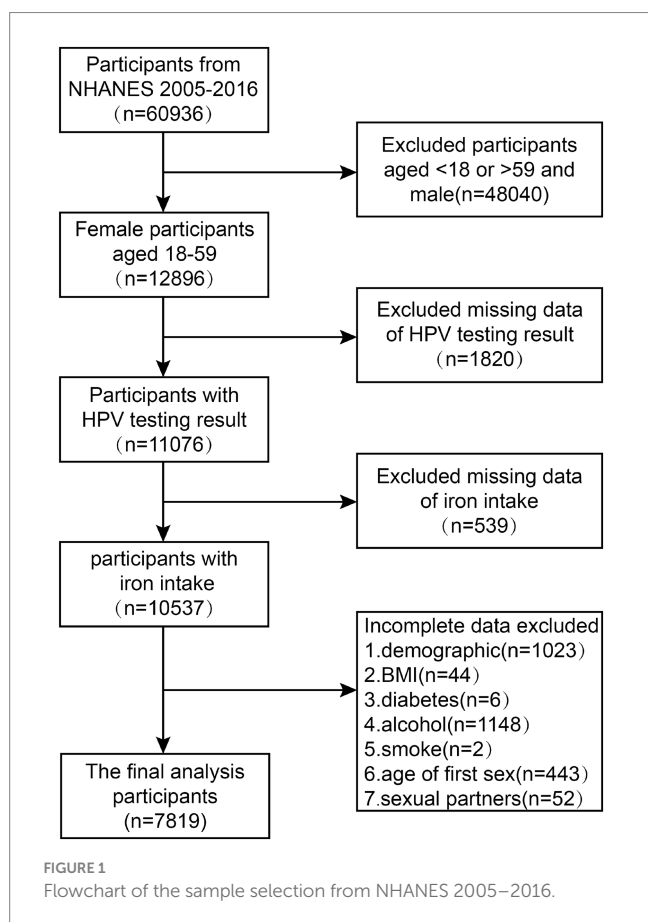 Participants from
NHANES 2005-2016
（n=60936）
Excluded participants
aged <18 or >59 and
male(n=48040)
Female participants
aged 18-59
（n=12896）
Excluded missing data
of HPV testing result
（n=1820）
Participants with
HPV testing result
（n=11076）
Excluded missing data
of iron intake
（n=539）
participants with
iron intake
（n=10537）
Incomplete data excluded
1.demographic(n=1023）
2.BMI(n=44）
3.diabetes(n=6）
4.alcohol(n=1148）
5.smoke(n=2）
6.age of first sex(n=443）
7.sexual partners(n=52）
The final analysis
participants
(n=7819)
FIGURE 1
Flowchart of the sample selection from NHANES 2005–2016.